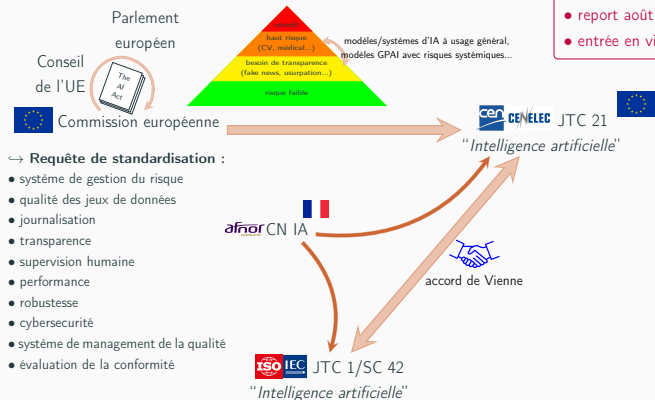 Parlement
européen
Conseil
de l'UE
The
AI
Act
Commission européenne
haut risque
(CV, médical...)
besoin de transparence
(fake news, usurpation...)
risque faible
modèles/systèmes d'IA à usage général,
modèles GPAI avec risques systémiques...
• report août
• entrée en vi
cen CENELEC JTC 21
“Intelligence artificielle”
↪ Requête de standardisation :
• système de gestion du risque
• qualité des jeux de données
• journalisation
• transparence
• supervision humaine
• performance
• robustesse
• cybersecurité
• système de management de la qualité
• évaluation de la conformité
afnor CN IA
accord de Vienne
ISO IEC JTC 1/SC 42
“Intelligence artificielle”